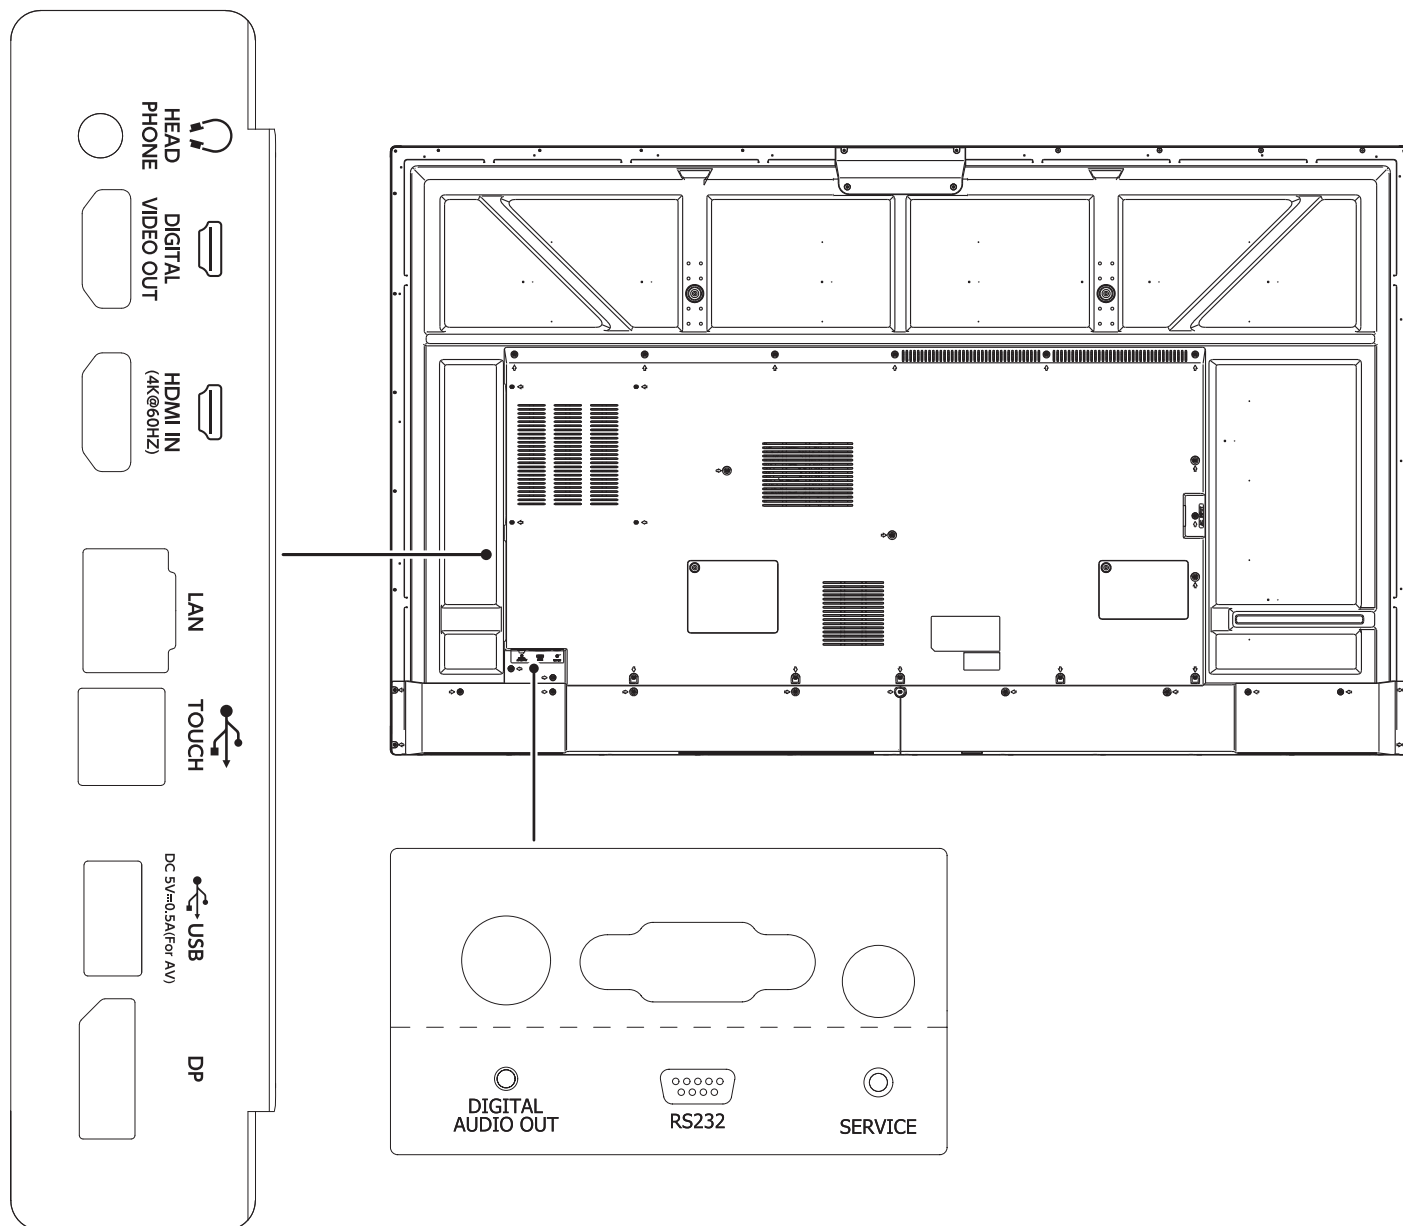 HEAD
PHONE
DIGITAL
VIDEO OUT
HDMI IN
(4K@60HZ)
LAN
TOUCH
USB
DC 5V⎓0.5A(For AV)
DP
DIGITAL
AUDIO OUT
RS232
SERVICE